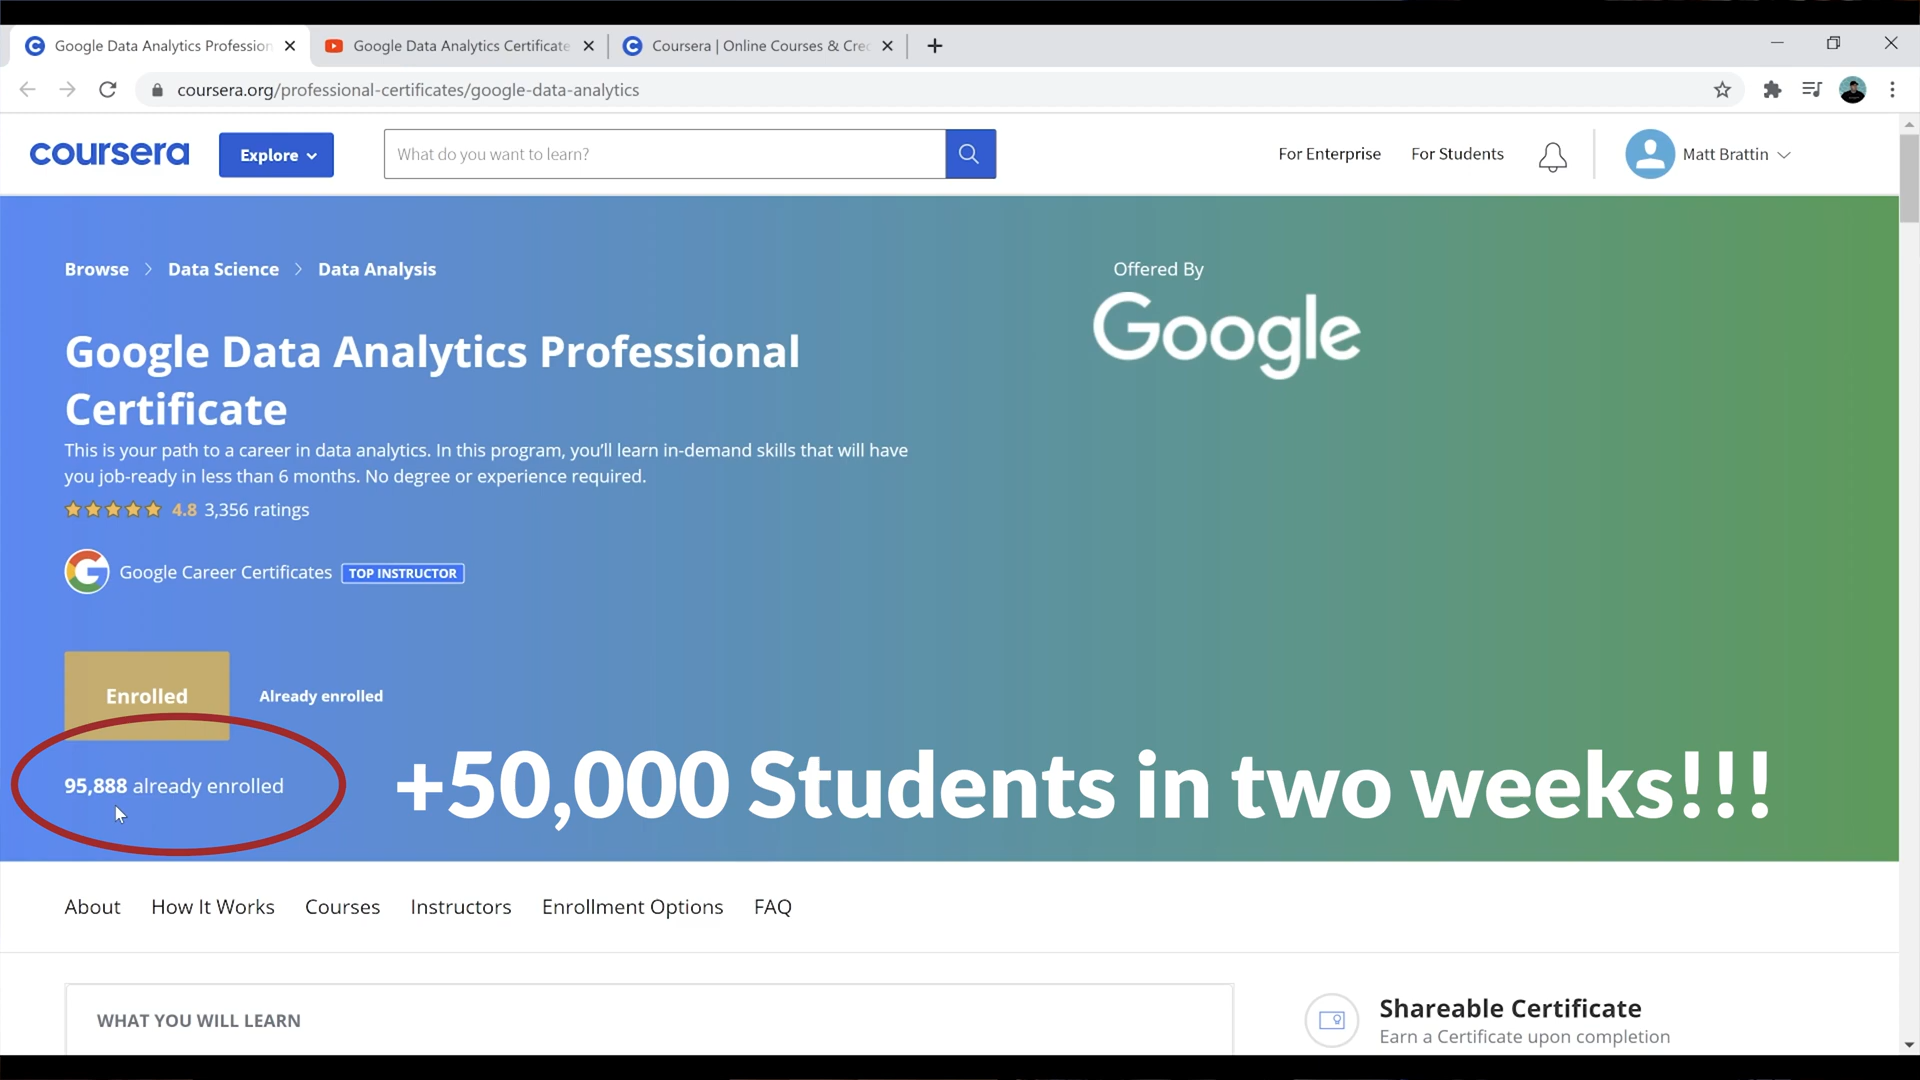 Google Data Analytics Profession
Google Data Analytics Certificate
Coursera | Online Courses & Cre
coursera.org/professional-certificates/google-data-analytics
coursera
Explore
What do you want to learn?
For Enterprise
For Students
Matt Brattin
Browse > Data Science > Data Analysis
Offered By
Google
Google Data Analytics Professional
Certificate
This is your path to a career in data analytics. In this program, you'll learn in-demand skills that will have
you job-ready in less than 6 months. No degree or experience required.
4.8 3,356 ratings
Google Career Certificates TOP INSTRUCTOR
Enrolled
Already enrolled
95,888 already enrolled
+50,000 Students in two weeks!!!
About How It Works Courses Instructors Enrollment Options FAQ
WHAT YOU WILL LEARN
Shareable Certificate
Earn a Certificate upon completion